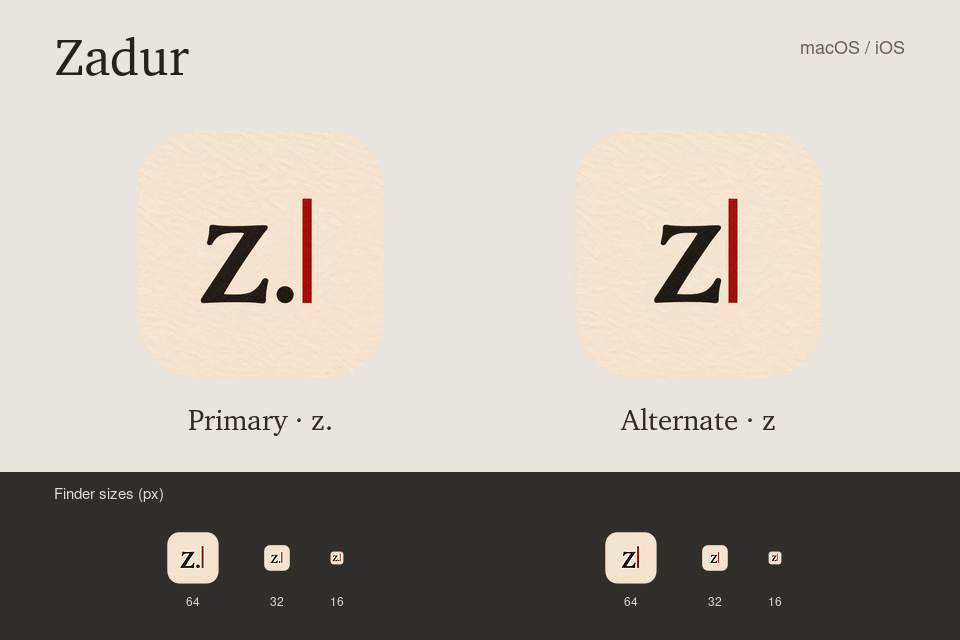 Zadur
macOS / iOS
z.
z
Primary · z.
Alternate · z
Finder sizes (px)
z.
z.
z.
z
z
z
64
32
16
64
32
16